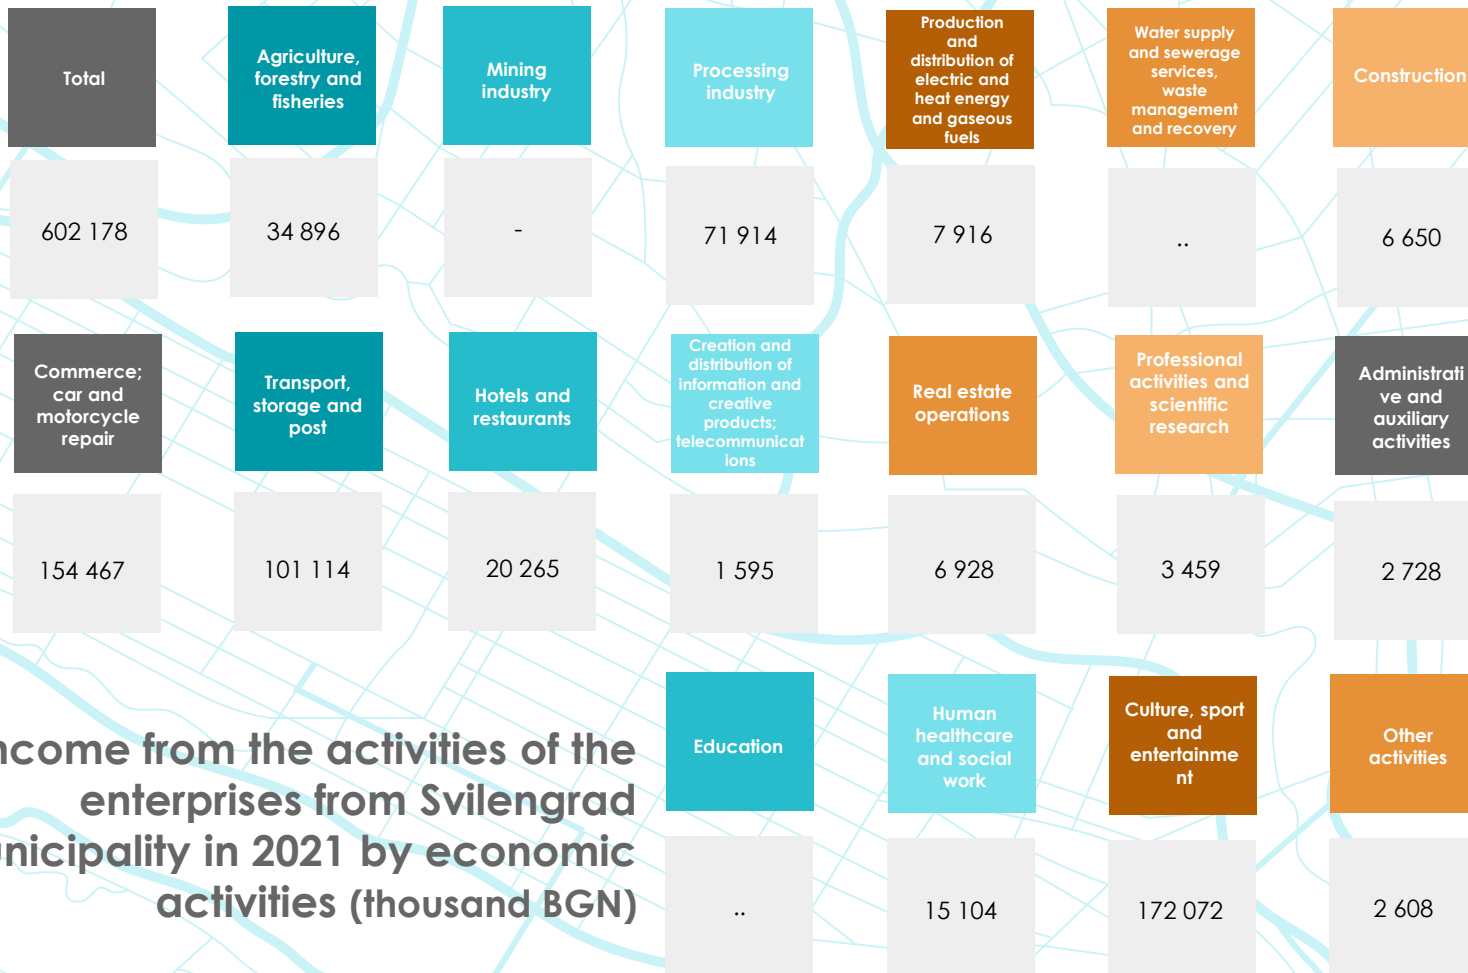 Total
Agriculture,
forestry and
fisheries
Mining
industry
Processing
industry
Production
and
distribution of
electric and
heat energy
and gaseous
fuels
Water supply
and sewerage
services,
waste
management
and recovery
Construction
602 178
34 896
-
71 914
7 916
..
6 650
Commerce;
car and
motorcycle
repair
Transport,
storage and
post
Hotels and
restaurants
Creation and
distribution of
information and
creative
products;
telecommunicat
ions
Real estate
operations
Professional
activities and
scientific
research
Administrati
ve and
auxiliary
activities
154 467
101 114
20 265
1 595
6 928
3 459
2 728
Education
Human
healthcare
and social
work
Culture, sport
and
entertainme
nt
Other
activities
ncome from the activities of the
enterprises from Svilengrad
nicipality in 2021 by economic
activities (thousand BGN)
..
15 104
172 072
2 608